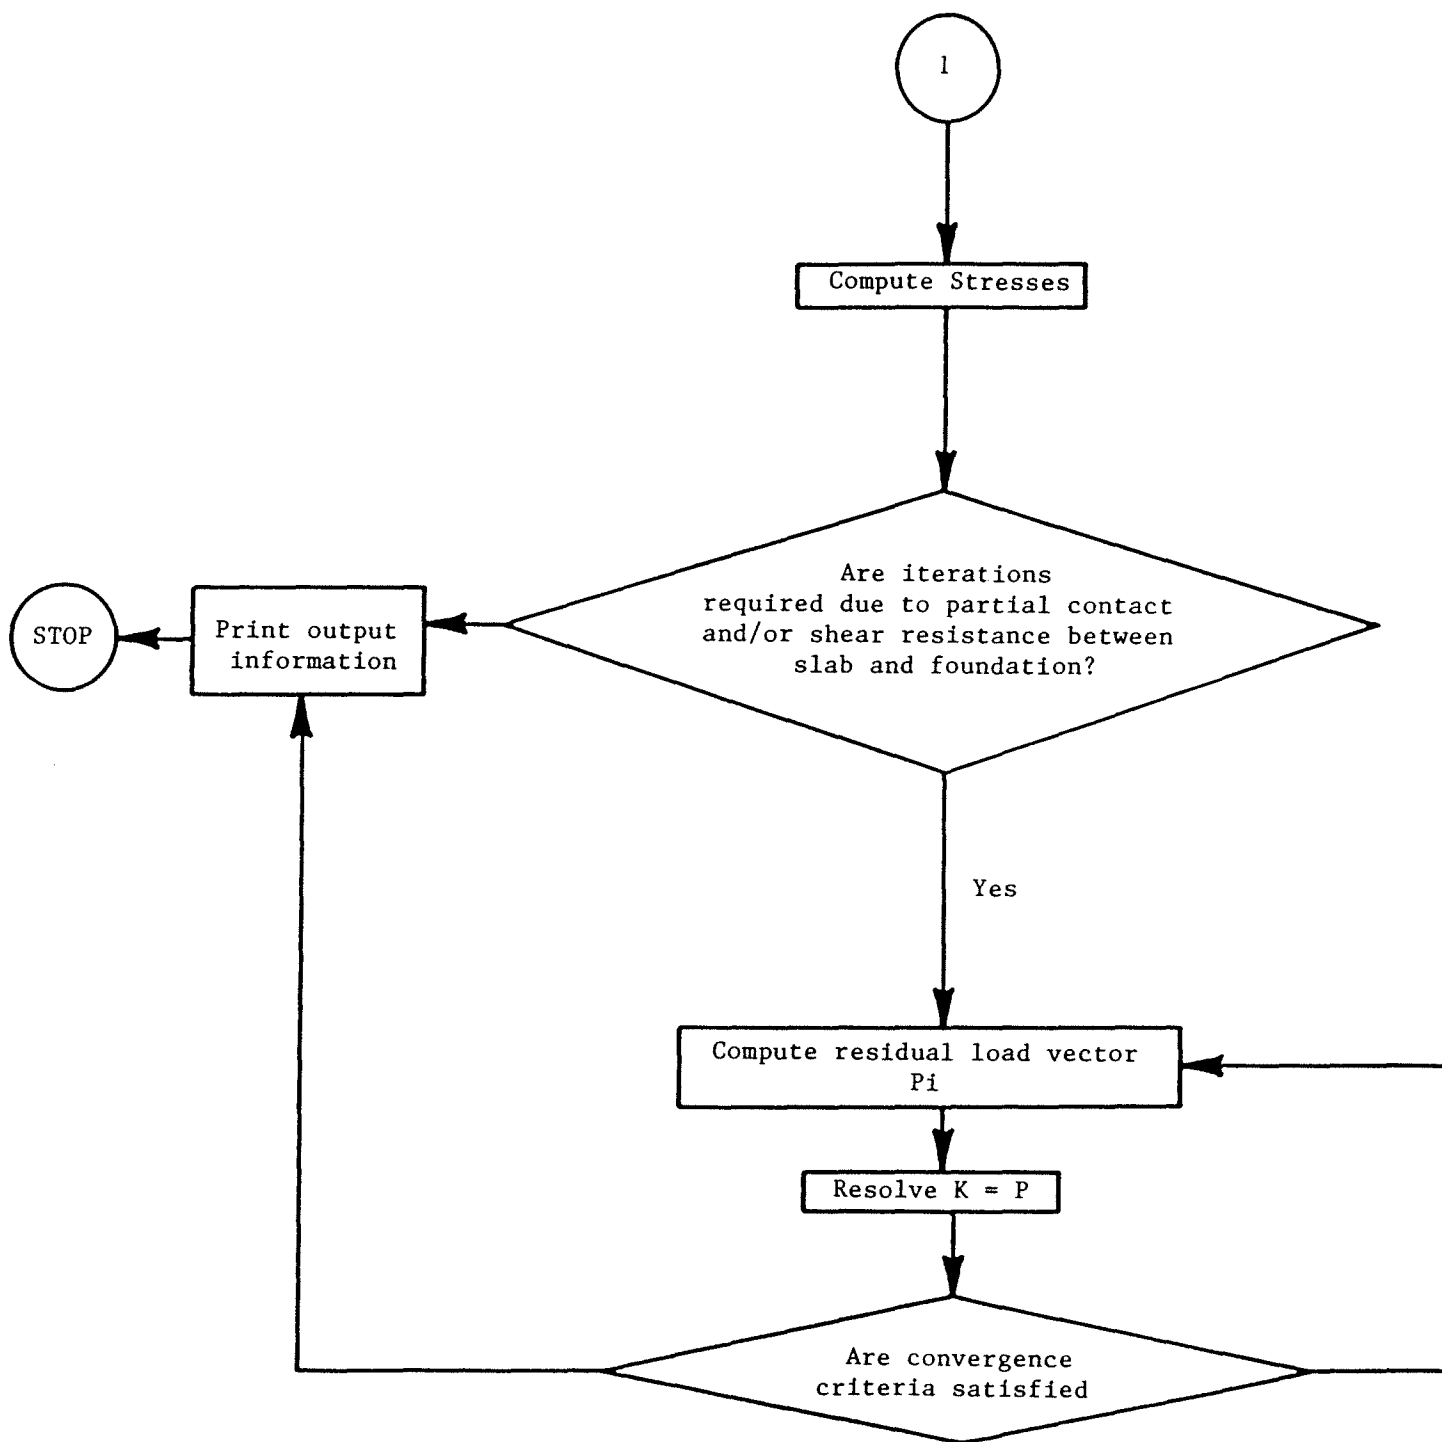 1
Compute Stresses
Are iterations
required due to partial contact
and/or shear resistance between
slab and foundation?
STOP
Print output
information
Yes
Compute residual load vector
Pi
Resolve K = P
Are convergence
criteria satisfied